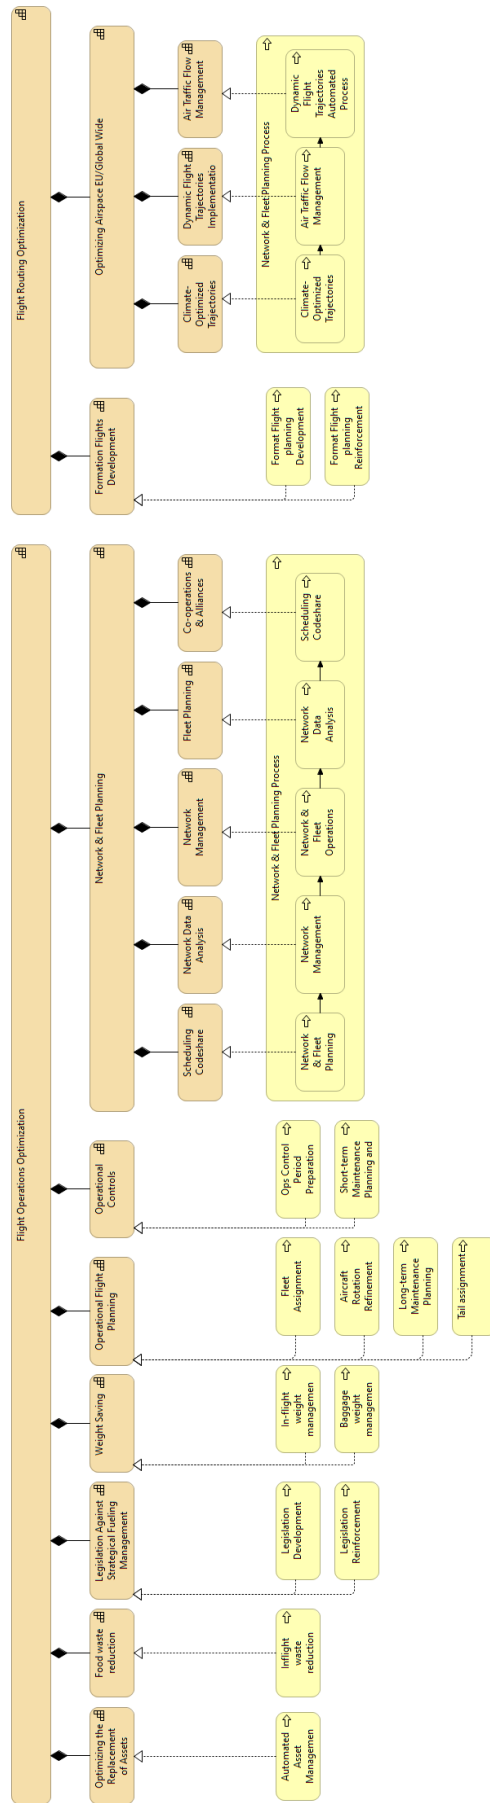 Flight Operations Optimization
Flight Routing Optimization
Optimizing the
Replacement
of Assets
Food waste
reduction
Legislation Against
Strategical Fueling
Management
Weight Saving
Operational Flight
Planning
Operational
Controls
Network & Fleet Planning
Formation Flights
Development
Optimizing Airspace EU/Global Wide
Scheduling
Codeshare
Network Data
Analysis
Network
Management
Fleet Planning
Co-operations
& Alliances
Climate-
Optimized
Trajectories
Dynamic Flight
Trajectories
Implementatio
Air Traffic Flow
Management
Automated
Asset
Managemen
Inflight
waste
reduction
Legislation
Development
Legislation
Reinforcement
In-flight
weight
managemen
Baggage
weight
managemen
Fleet
Assignment
Aircraft
Rotation
Refinement
Long-term
Maintenance
Planning
Tail assignment
Ops Control
Period
Preparation
Short-term
Maintenance
Planning and
Network & Fleet Planning Process
Network
& Fleet
Planning
Network
Management
Network &
Fleet
Operations
Network
Data
Analysis
Scheduling
Codeshare
Format Flight
planning
Development
Format Flight
planning
Reinforcement
Network & Fleet Planning Process
Climate-
Optimized
Trajectories
Air Traffic Flow
Management
Dynamic
Flight
Trajectories
Automated
Process